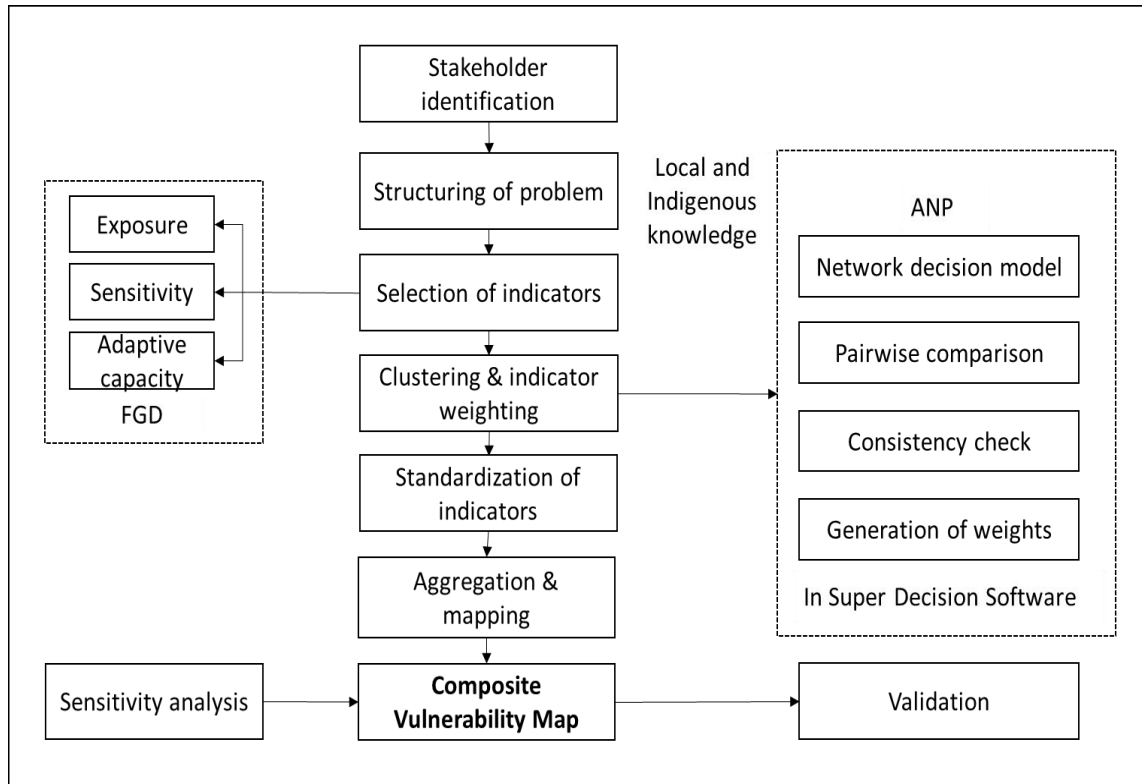 Stakeholder
identification
Structuring of problem
Local and
Indigenous
knowledge
Selection of indicators
Exposure
Sensitivity
Adaptive
capacity
FGD
Clustering & indicator
weighting
ANP
Network decision model
Pairwise comparison
Consistency check
Generation of weights
In Super Decision Software
Standardization of
indicators
Aggregation &
mapping
Sensitivity analysis
Composite
Vulnerability Map
Validation